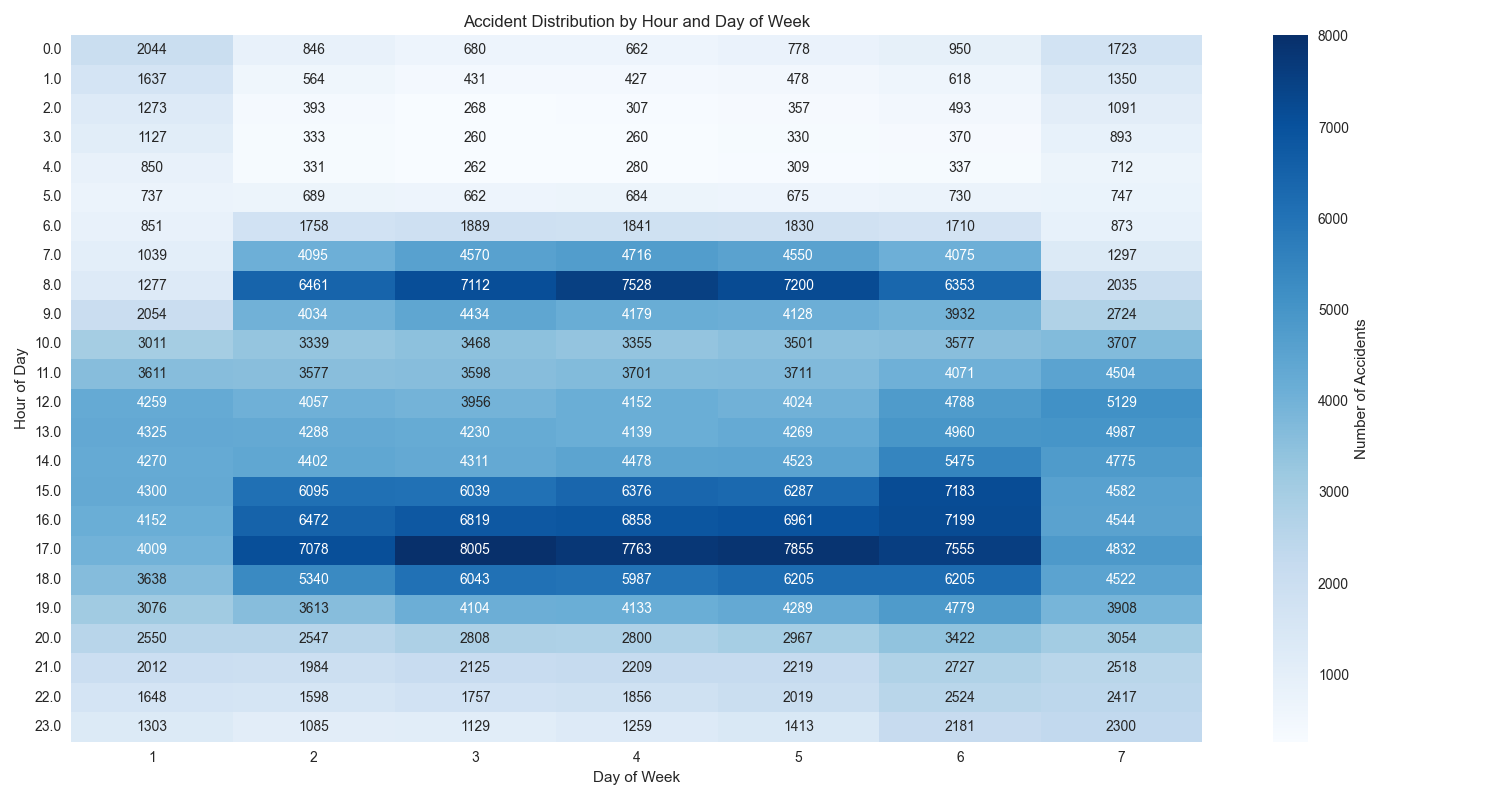 Accident Distribution by Hour and Day of Week
Hour of Day
0.0 2044 846 680 662 778 950 1723
1.0 1637 564 431 427 478 618 1350
2.0 1273 393 268 307 357 493 1091
3.0 1127 333 260 260 330 370 893
4.0 850 331 262 280 309 337 712
5.0 737 689 662 684 675 730 747
6.0 851 1758 1889 1841 1830 1710 873
7.0 1039 4095 4570 4716 4550 4075 1297
8.0 1277 6461 7112 7528 7200 6353 2035
9.0 2054 4034 4434 4179 4128 3932 2724
10.0 3011 3339 3468 3355 3501 3577 3707
11.0 3611 3577 3598 3701 3711 4071 4504
12.0 4259 4057 3956 4152 4024 4788 5129
13.0 4325 4288 4230 4139 4269 4960 4987
14.0 4270 4402 4311 4478 4523 5475 4775
15.0 4300 6095 6039 6376 6287 7183 4582
16.0 4152 6472 6819 6858 6961 7199 4544
17.0 4009 7078 8005 7763 7855 7555 4832
18.0 3638 5340 6043 5987 6205 6205 4522
19.0 3076 3613 4104 4133 4289 4779 3908
20.0 2550 2547 2808 2800 2967 3422 3054
21.0 2012 1984 2125 2209 2219 2727 2518
22.0 1648 1598 1757 1856 2019 2524 2417
23.0 1303 1085 1129 1259 1413 2181 2300
1 2 3 4 5 6 7
Day of Week
8000
7000
6000
5000
4000
3000
2000
1000
Number of Accidents